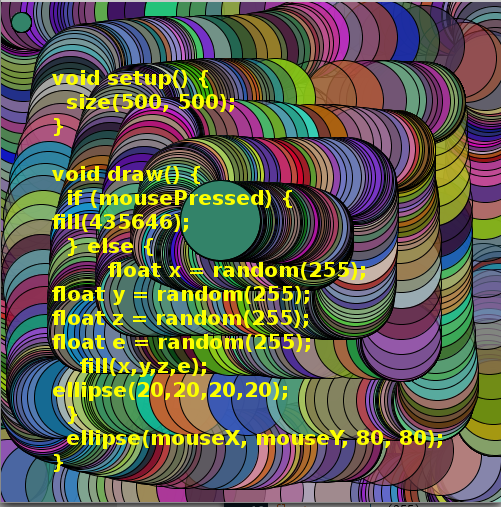 void setup() {
size(500, 500);
}
void draw() {
if (mousePressed) {
fill(435646);
} else {
float x = random(255);
float y = random(255);
float z = random(255);
float e = random(255);
fill(x,y,z,e);
ellipse(20,20,20,20);
}
ellipse(mouseX, mouseY, 80, 80);
}